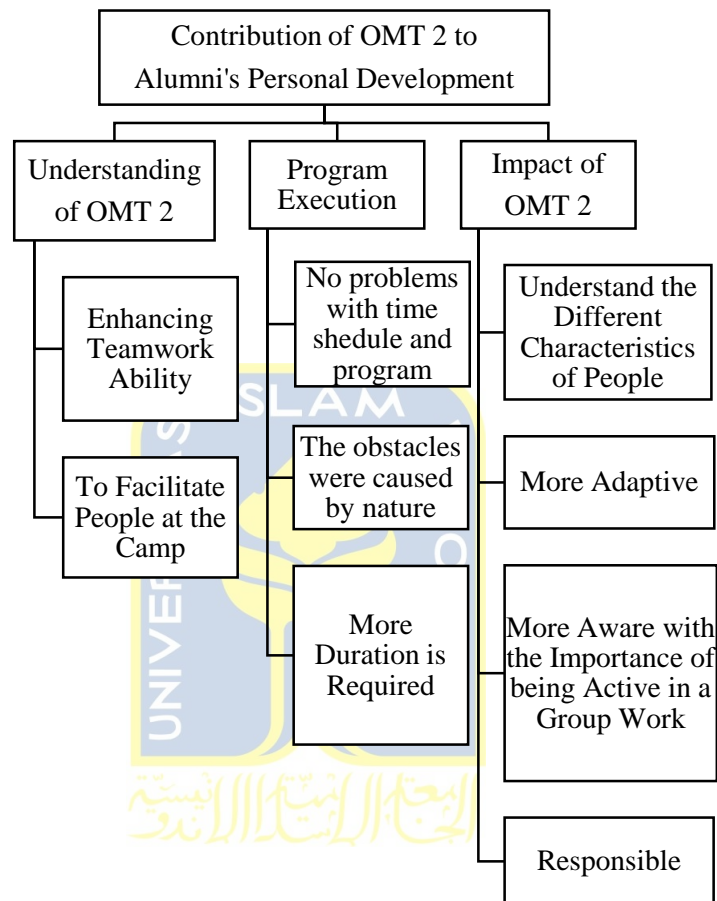 Contribution of OMT 2 to
Alumni's Personal Development
Understanding
of OMT 2
Enhancing
Teamwork
Ability
To Facilitate
People at the
Camp
Program
Execution
No problems
with time
shedule and
program
The obstacles
were caused
by nature
More
Duration is
Required
Impact of
OMT 2
Understand the
Different
Characteristics
of People
More Adaptive
More Aware with
the Importance of
being Active in a
Group Work
Responsible
SLAM
UNIVER